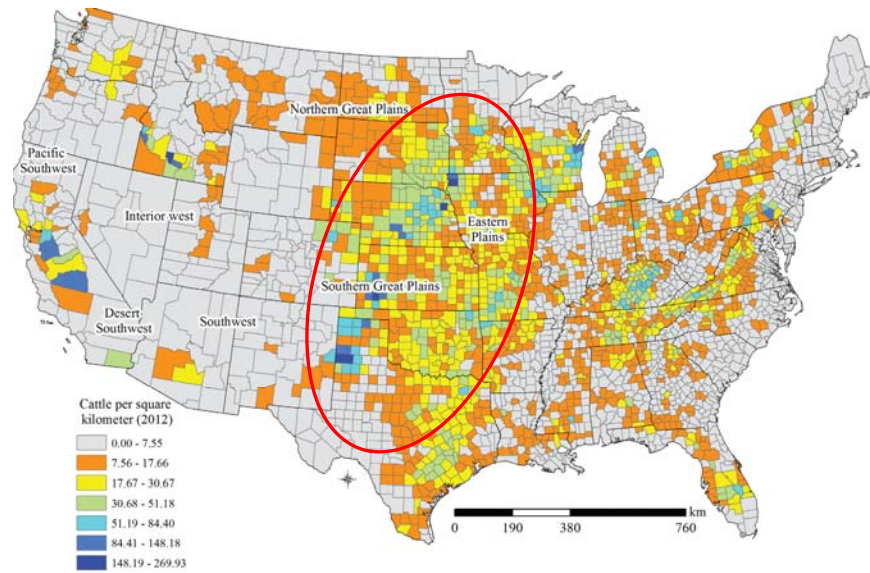 Northern Great Plains
Pacific
Southwest
Interior west
Eastern
Plains
Southern Great Plains
Desert
Southwest
Southwest
Cattle per square
kilometer (2012)
0.00 - 7.55
7.56 - 17.66
17.67 - 30.67
30.68 - 51.18
51.19 - 84.40
84.41 - 148.18
148.19 - 269.93
km
0 190 380 760